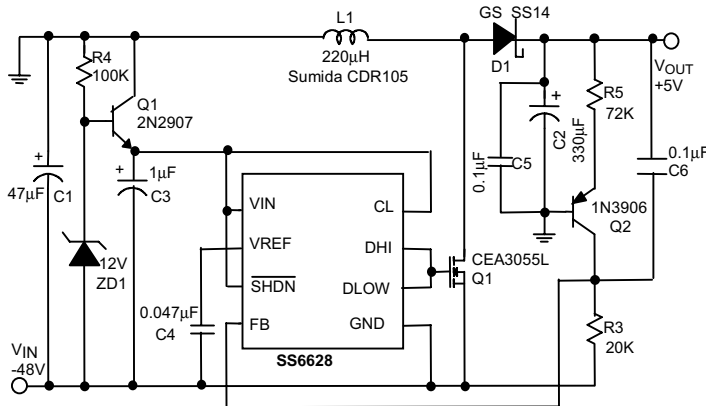 GS SS14
L1
220μH
Sumida CDR105
D1
VOUT
+5V
R4
100K
Q1
2N2907
R5
72K
+
C2
330μF
0.1μF
C5
0.1μF
C6
+
47μF
C1
+
1μF
C3
VIN
CL
VREF
DHI
SHDN
DLOW
FB
GND
SS6628
1N3906
Q2
CEA3055L
Q1
12V
ZD1
0.047μF
C4
R3
20K
VIN
-48V